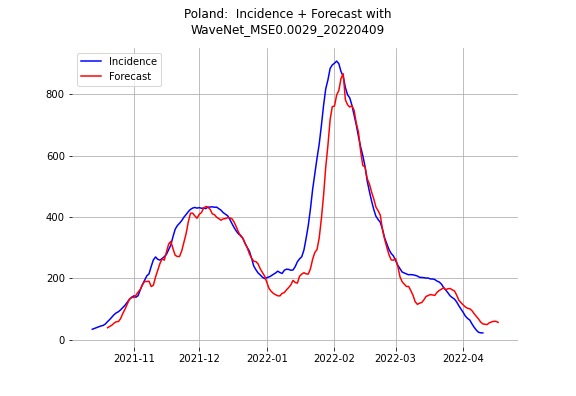 Poland:  Incidence + Forecast with
WaveNet_MSE0.0029_20220409
Incidence
Forecast
800
600
400
200
0
2021-11 2021-12 2022-01 2022-02 2022-03 2022-04